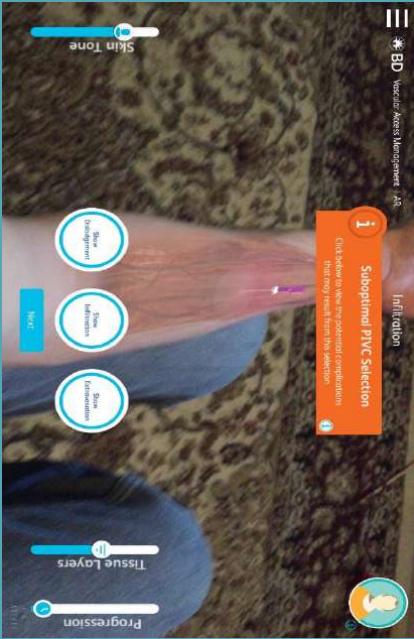 BD Vascular Access Management | AR
Infiltration
Suboptimal PIVC Selection
Click below to view the potential complications
that may result from this selection
Show
Dislodgement
Show
Infiltration
Show
Extravasation
Next
Skin Tone
Tissue Layers
Progression